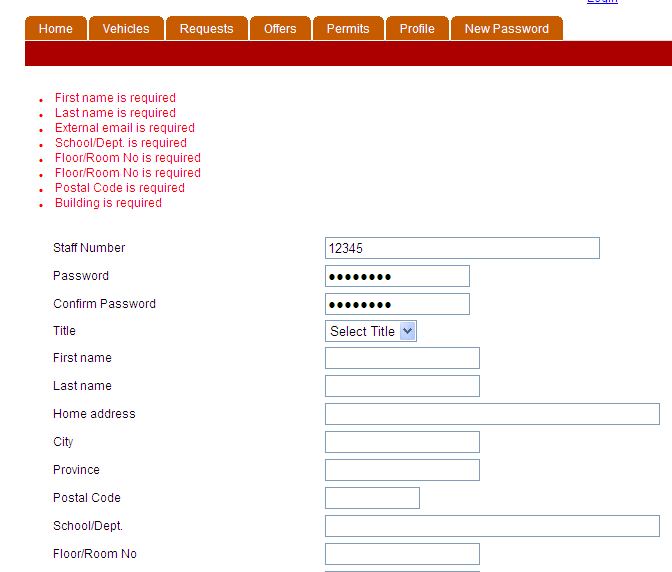 Login
Home Vehicles Requests Offers Permits Profile New Password
First name is required
Last name is required
External email is required
School/Dept. is required
Floor/Room No is required
Floor/Room No is required
Postal Code is required
Building is required
Staff Number 12345
Password ●●●●●●●●
Confirm Password ●●●●●●●●
Title Select Title
First name
Last name
Home address
City
Province
Postal Code
School/Dept.
Floor/Room No